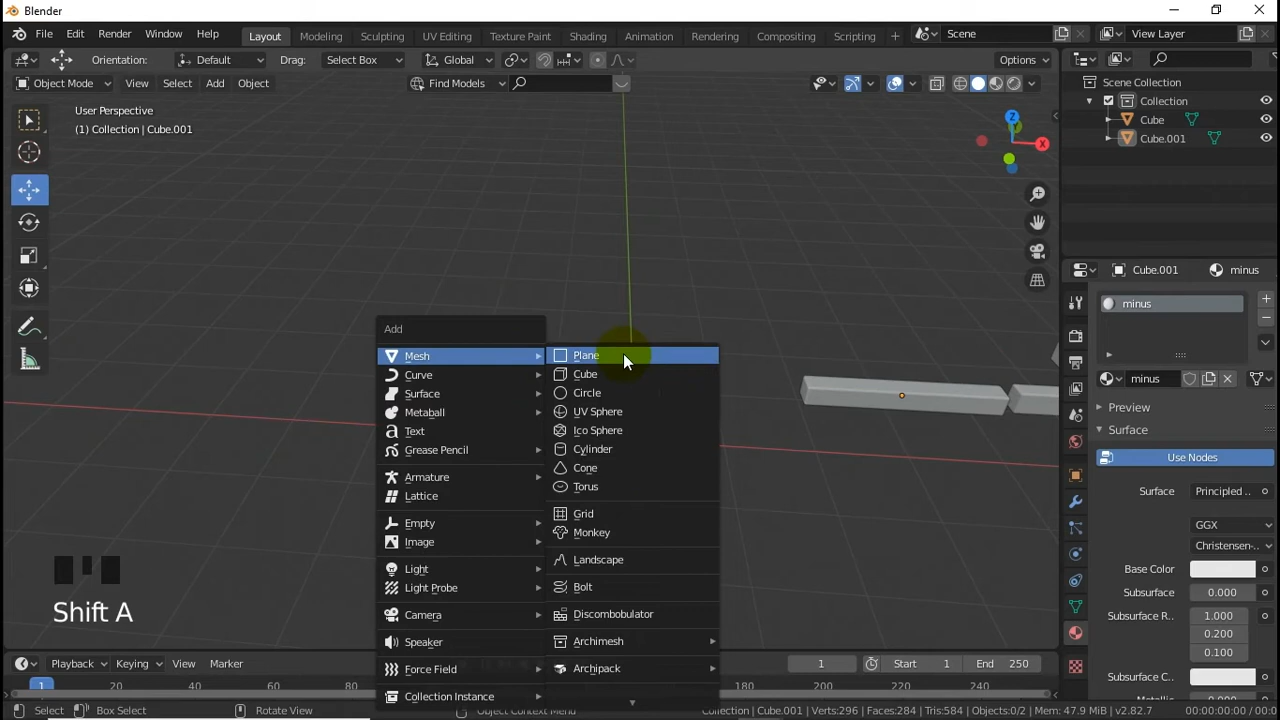 Blender
File Edit Render Window Help Layout Modeling Sculpting UV Editing Texture Paint Shading Animation Rendering Compositing Scripting + Scene View Layer
Orientation: Default Drag: Select Box Global Options
Object Mode View Select Add Object Find Models
User Perspective
(1) Collection | Cube.001
Scene Collection
Collection
Cube
Cube.001
Z
X
Add
Mesh
Curve
Surface
Metaball
Text
Grease Pencil
Armature
Lattice
Empty
Image
Light
Light Probe
Camera
Speaker
Force Field
Collection Instance
Plane
Cube
Circle
UV Sphere
Ico Sphere
Cylinder
Cone
Torus
Grid
Monkey
Landscape
Bolt
Discombobulator
Archimesh
Archipack
Shift A
Cube.001 minus
minus
minus
Preview
Surface
Use Nodes
Surface Principled ..
GGX
Christensen-..
Base Color
Subsurface 0.000
Subsurface R.. 1.000
0.200
0.100
Subsurface C..
Playback Keying View Marker 1 Start 1 End 250
1 20 40 60 80 180 200 220 240
Select Box Select Rotate View Object Context Menu Collection | Cube.001 | Verts:296 | Faces:284 | Tris:584 | Objects:0/2 | Mem: 47.9 MiB | v2.82.7